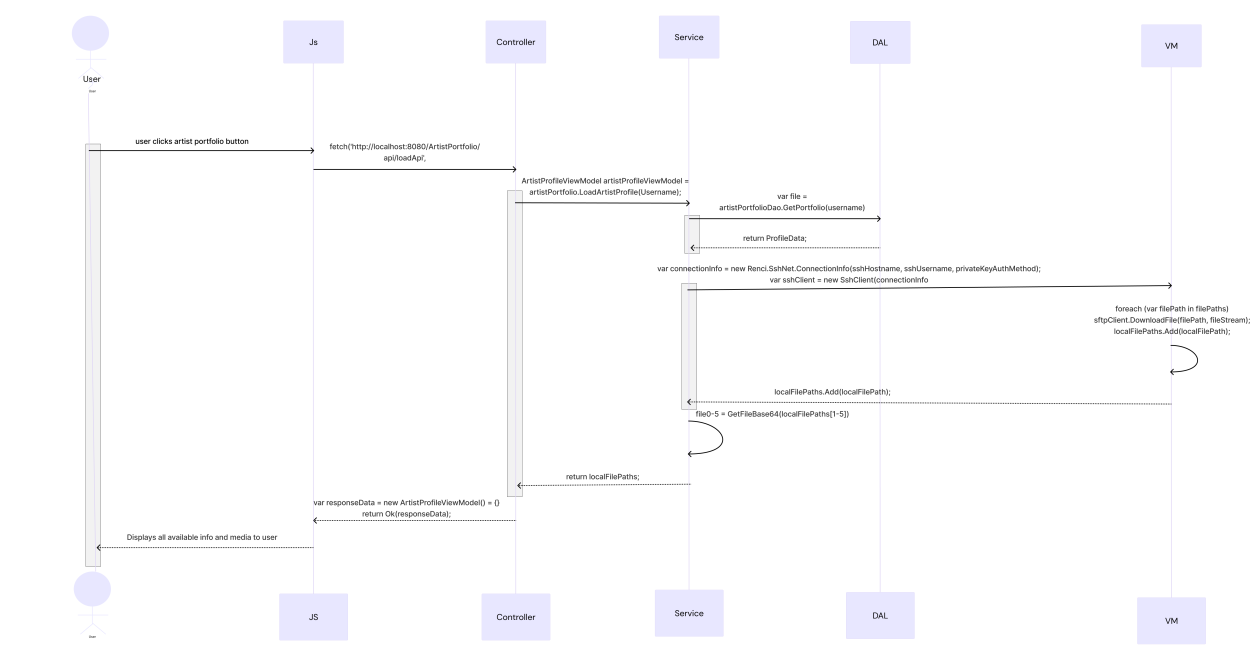 Js
Controller
Service
DAL
VM
User
User
user clicks artist portfolio button
fetch('http://localhost:8080/ArtistPortfolio/
api/loadApi',
ArtistProfileViewModel artistProfileViewModel =
artistPortfolio.LoadArtistProfile(Username);
var file =
artistPortfolioDao.GetPortfolio(username)
return ProfileData;
var connectionInfo = new Renci.SshNet.ConnectionInfo(sshHostname, sshUsername, privateKeyAuthMethod);
var sshClient = new SshClient(connectionInfo
foreach (var filePath in filePaths)
sftpClient.DownloadFile(filePath, fileStream);
localFilePaths.Add(localFilePath);
localFilePaths.Add(localFilePath);
file0-5 = GetFileBase64(localFilePaths[1-5])
return localFilePaths;
var responseData = new ArtistProfileViewModel() = {}
return Ok(responseData);
Displays all available info and media to user
User
JS
Controller
Service
DAL
VM